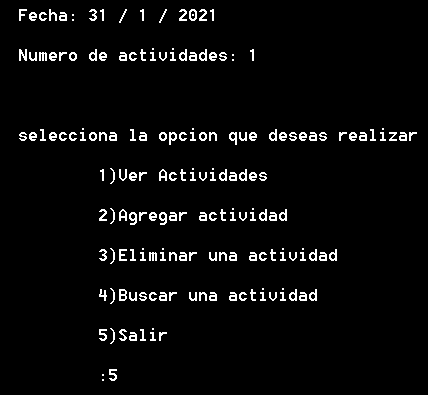 Fecha: 31 / 1 / 2021
Numero de actividades: 1
selecciona la opcion que deseas realizar
1)Ver Actividades
2)Agregar actividad
3)Eliminar una actividad
4)Buscar una actividad
5)Salir
:5